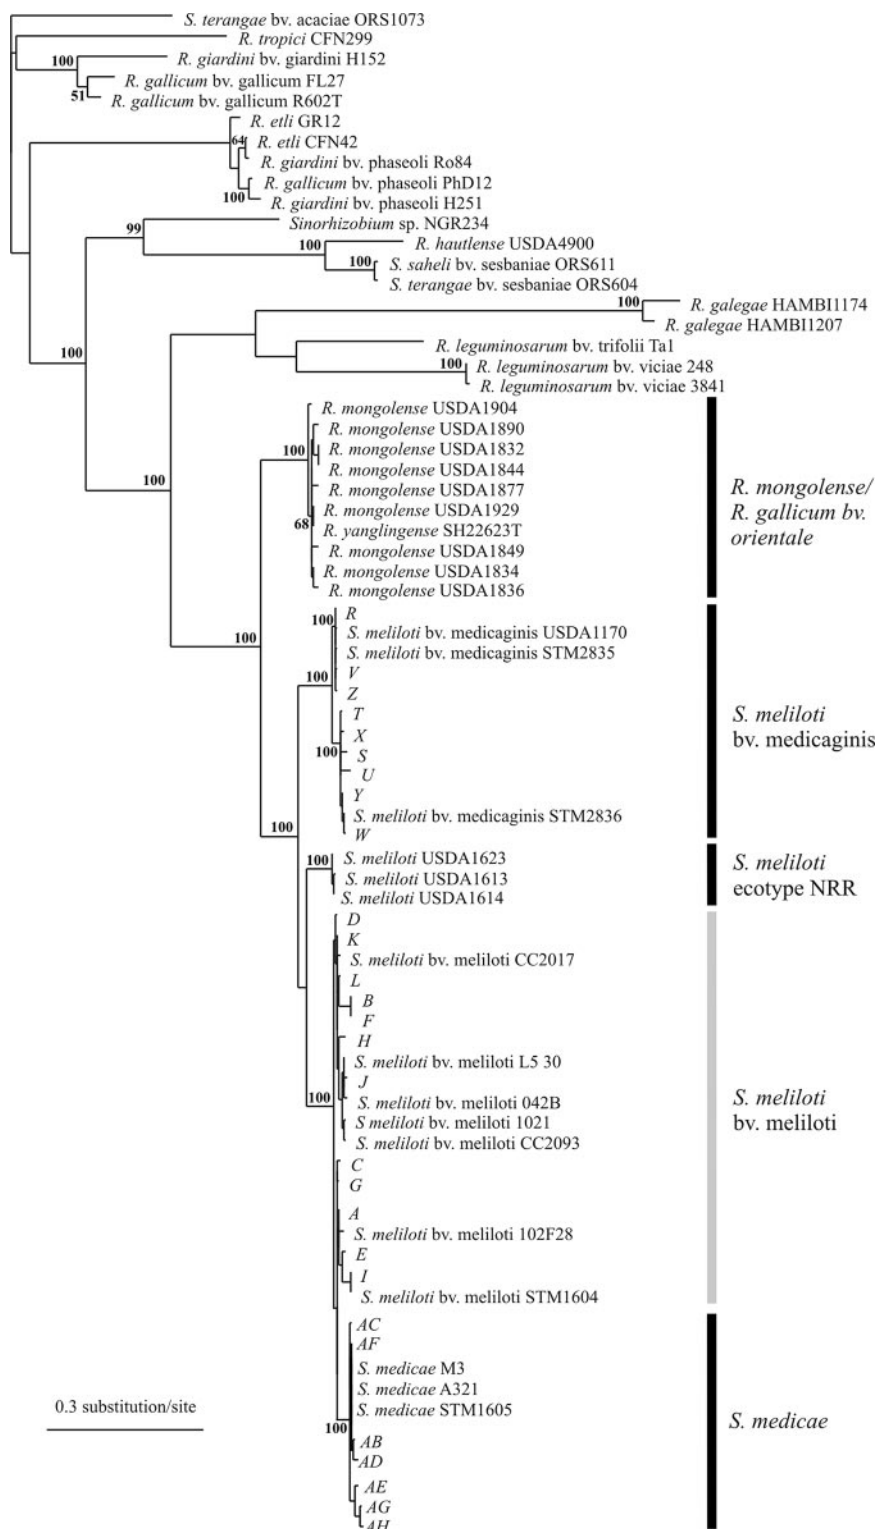 S. terangae bv. acaciae ORS1073
R. tropici CFN299
100
R. giardini bv. giardini H152
R. gallicum bv. gallicum FL27
51
R. gallicum bv. gallicum R602T
R. etli GR12
64
R. etli CFN42
R. giardini bv. phaseoli Ro84
R. gallicum bv. phaseoli PhD12
100
R. giardini bv. phaseoli H251
Sinorhizobium sp. NGR234
99
100
R. hautlense USDA4900
100
S. saheli bv. sesbaniae ORS611
S. terangae bv. sesbaniae ORS604
100
R. galegae HAMBI1174
R. galegae HAMBI1207
100
R. leguminosarum bv. trifolii Ta1
100
R. leguminosarum bv. viciae 248
R. leguminosarum bv. viciae 3841
R. mongolense USDA1904
R. mongolense USDA1890
100
R. mongolense USDA1832
R. mongolense USDA1844
100
R. mongolense USDA1877
R. mongolense USDA1929
68
R. yanglingense SH22623T
R. mongolense USDA1849
R. mongolense USDA1834
R. mongolense USDA1836
R. mongolense/
R. gallicum bv.
orientale
100
R
S. meliloti bv. medicaginis USDA1170
100
S. meliloti bv. medicaginis STM2835
100
V
Z
T
X
100
S
U
Y
S. meliloti bv. medicaginis STM2836
100
W
S. meliloti
bv. medicaginis
100
S. meliloti USDA1623
S. meliloti USDA1613
S. meliloti USDA1614
S. meliloti
ecotype NRR
D
K
S. meliloti bv. meliloti CC2017
L
B
F
H
S. meliloti bv. meliloti L5 30
J
100
S. meliloti bv. meliloti 042B
S meliloti bv. meliloti 1021
S. meliloti bv. meliloti CC2093
C
G
A
S. meliloti bv. meliloti 102F28
E
I
S. meliloti bv. meliloti STM1604
S. meliloti
bv. meliloti
AC
AF
S. medicae M3
S. medicae A321
S. medicae STM1605
100
AB
AD
AE
AG
AH
S. medicae
0.3 substitution/site